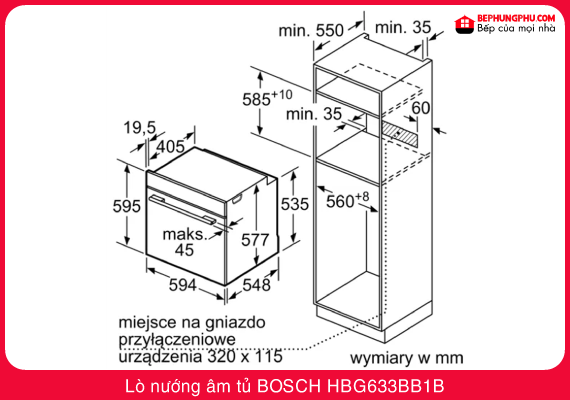 BEPHUNGPHU.COM
Bếp của mọi nhà
min. 550
min. 35
585+10
min. 35
60
19,5
405
595
560+8
535
maks.
45
577
594
548
miejsce na gniazdo
przyłączeniowe
urządzenia 320 x 115
wymiary w mm
Lò nướng âm tủ BOSCH HBG633BB1B